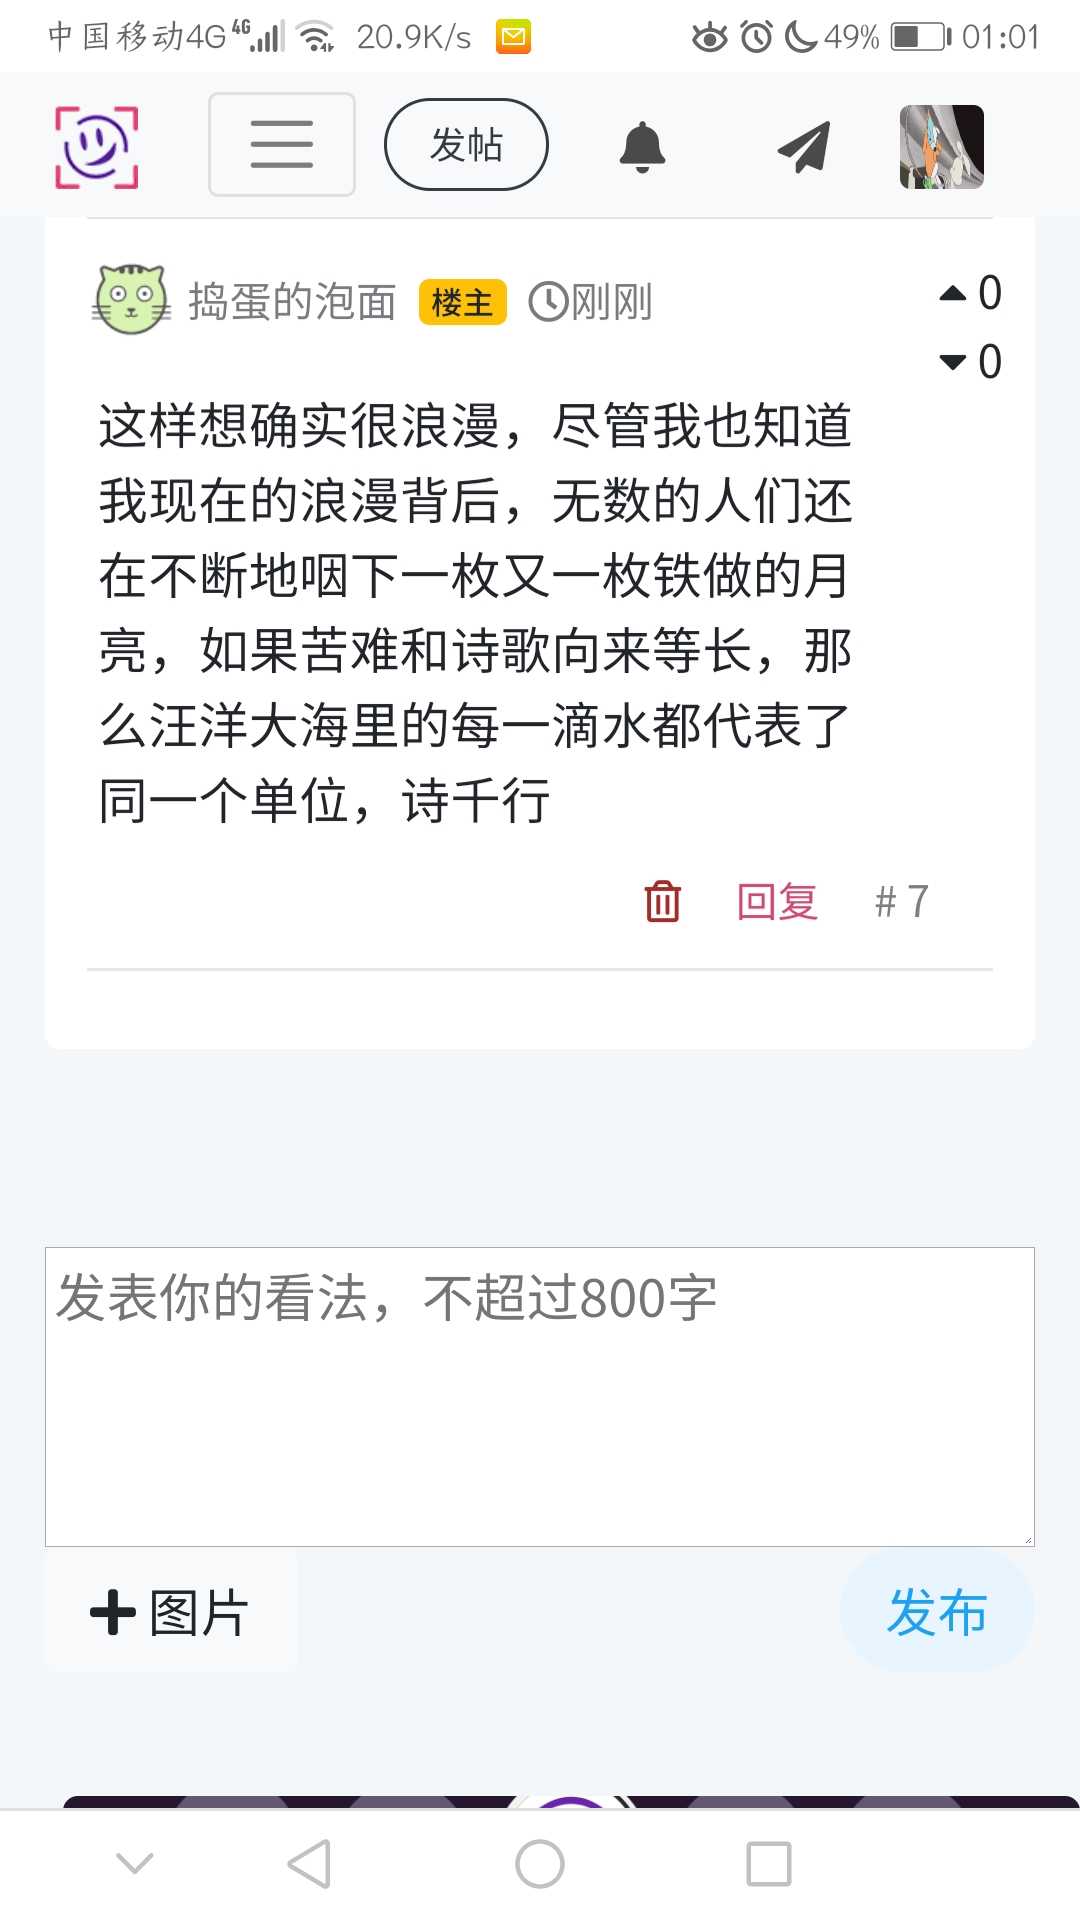 中国移动4G 4G 20.9K/s 49% 01:01
发帖
捣蛋的泡面 楼主 刚刚 0
0
这样想确实很浪漫，尽管我也知道
我现在的浪漫背后，无数的人们还
在不断地咽下一枚又一枚铁做的月
亮，如果苦难和诗歌向来等长，那
么汪洋大海里的每一滴水都代表了
同一个单位，诗千行
回复 # 7
发表你的看法，不超过800字
图片 发布